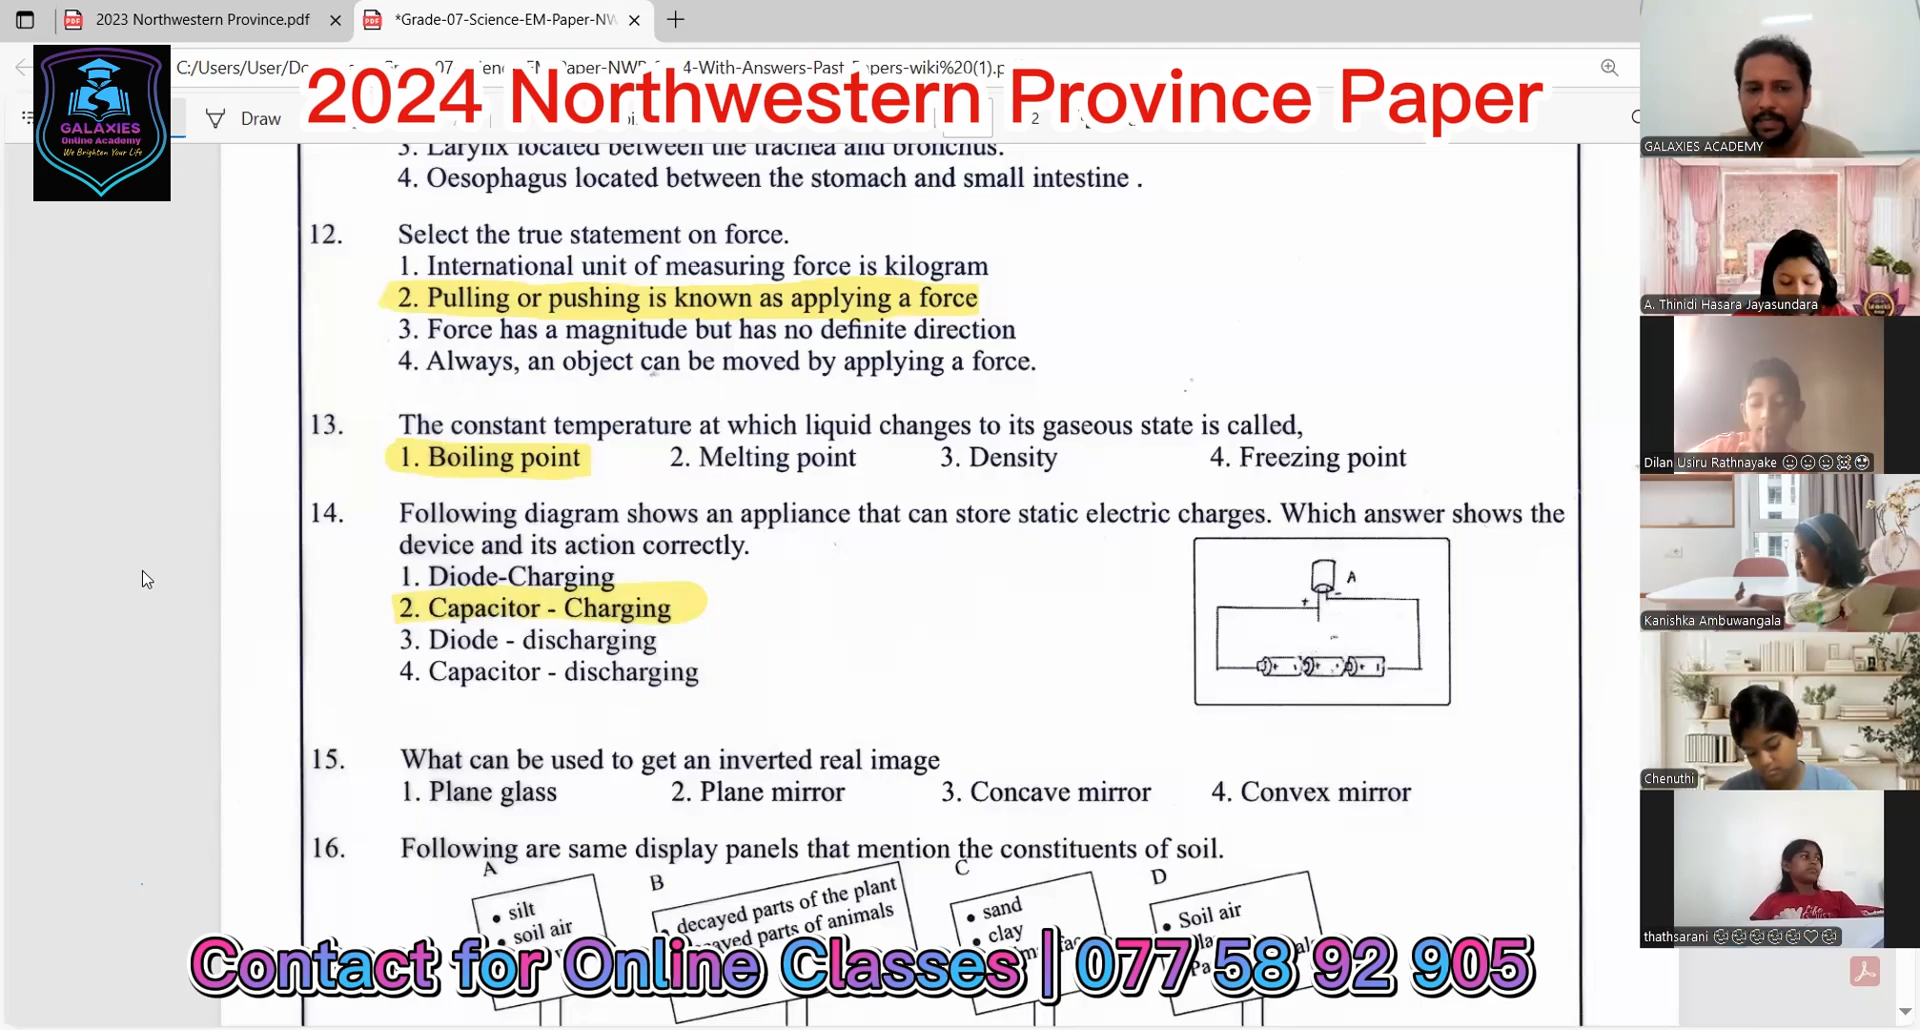 2023 Northwestern Province.pdf
*Grade-07-Science-EM-Paper-NW
2024 Northwestern Province Paper
Draw
2
GALAXIES
Online Academy
We Brighten Your Life
3. Larynx located between the trachea and bronchus.
4. Oesophagus located between the stomach and small intestine .
12. Select the true statement on force.
1. International unit of measuring force is kilogram
2. Pulling or pushing is known as applying a force
3. Force has a magnitude but has no definite direction
4. Always, an object can be moved by applying a force.
13. The constant temperature at which liquid changes to its gaseous state is called,
1. Boiling point 2. Melting point 3. Density 4. Freezing point
14. Following diagram shows an appliance that can store static electric charges. Which answer shows the
device and its action correctly.
1. Diode-Charging
2. Capacitor - Charging
3. Diode - discharging
4. Capacitor - discharging
A
+ -
15. What can be used to get an inverted real image
1. Plane glass 2. Plane mirror 3. Concave mirror 4. Convex mirror
16. Following are same display panels that mention the constituents of soil.
A
• silt
• soil air
B
• decayed parts of the plant
parts of animals
C
• sand
• clay
D
• Soil air
Contact for Online Classes | 077 58 92 905
GALAXIES ACADEMY
A. Thinidi Hasara Jayasundara
Dilan Usiru Rathnayake
Kanishka Ambuwangala
Chenuthi
thathsarani